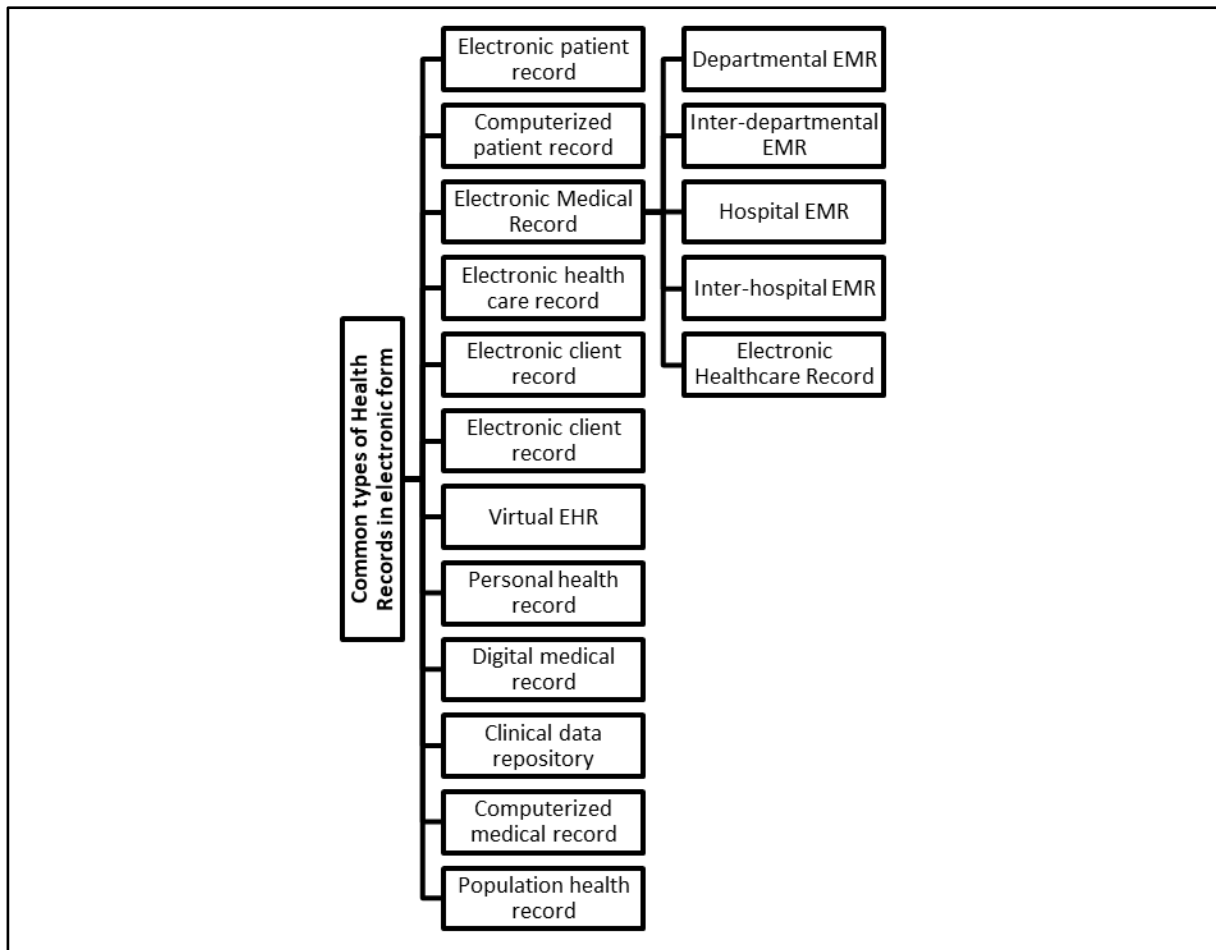 Common types of Health
Records in electronic form
Electronic patient
record
Computerized
patient record
Electronic Medical
Record
Electronic health
care record
Electronic client
record
Electronic client
record
Virtual EHR
Personal health
record
Digital medical
record
Clinical data
repository
Computerized
medical record
Population health
record
Departmental EMR
Inter-departmental
EMR
Hospital EMR
Inter-hospital EMR
Electronic
Healthcare Record